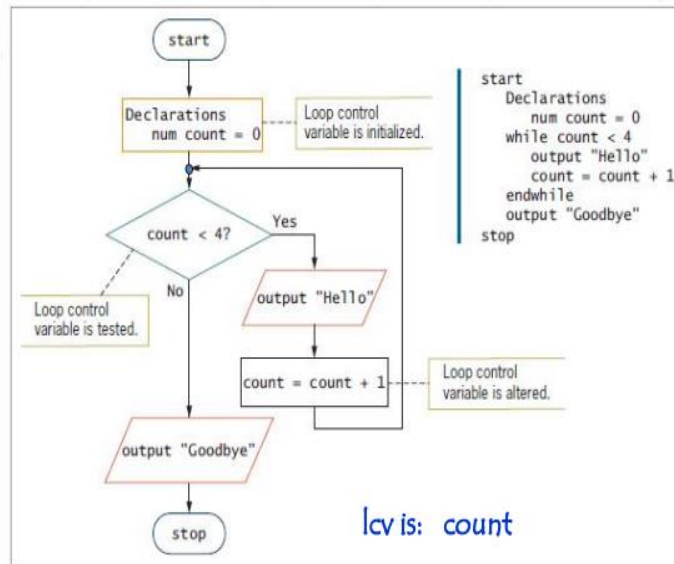 start
Declarations
num count = 0
Loop control
variable is initialized.
count < 4?
Yes
No
Loop control
variable is tested.
output "Hello"
count = count + 1
Loop control
variable is altered.
output "Goodbye"
stop
lcv is: count
start
Declarations
num count = 0
while count < 4
output "Hello"
count = count + 1
endwhile
output "Goodbye"
stop